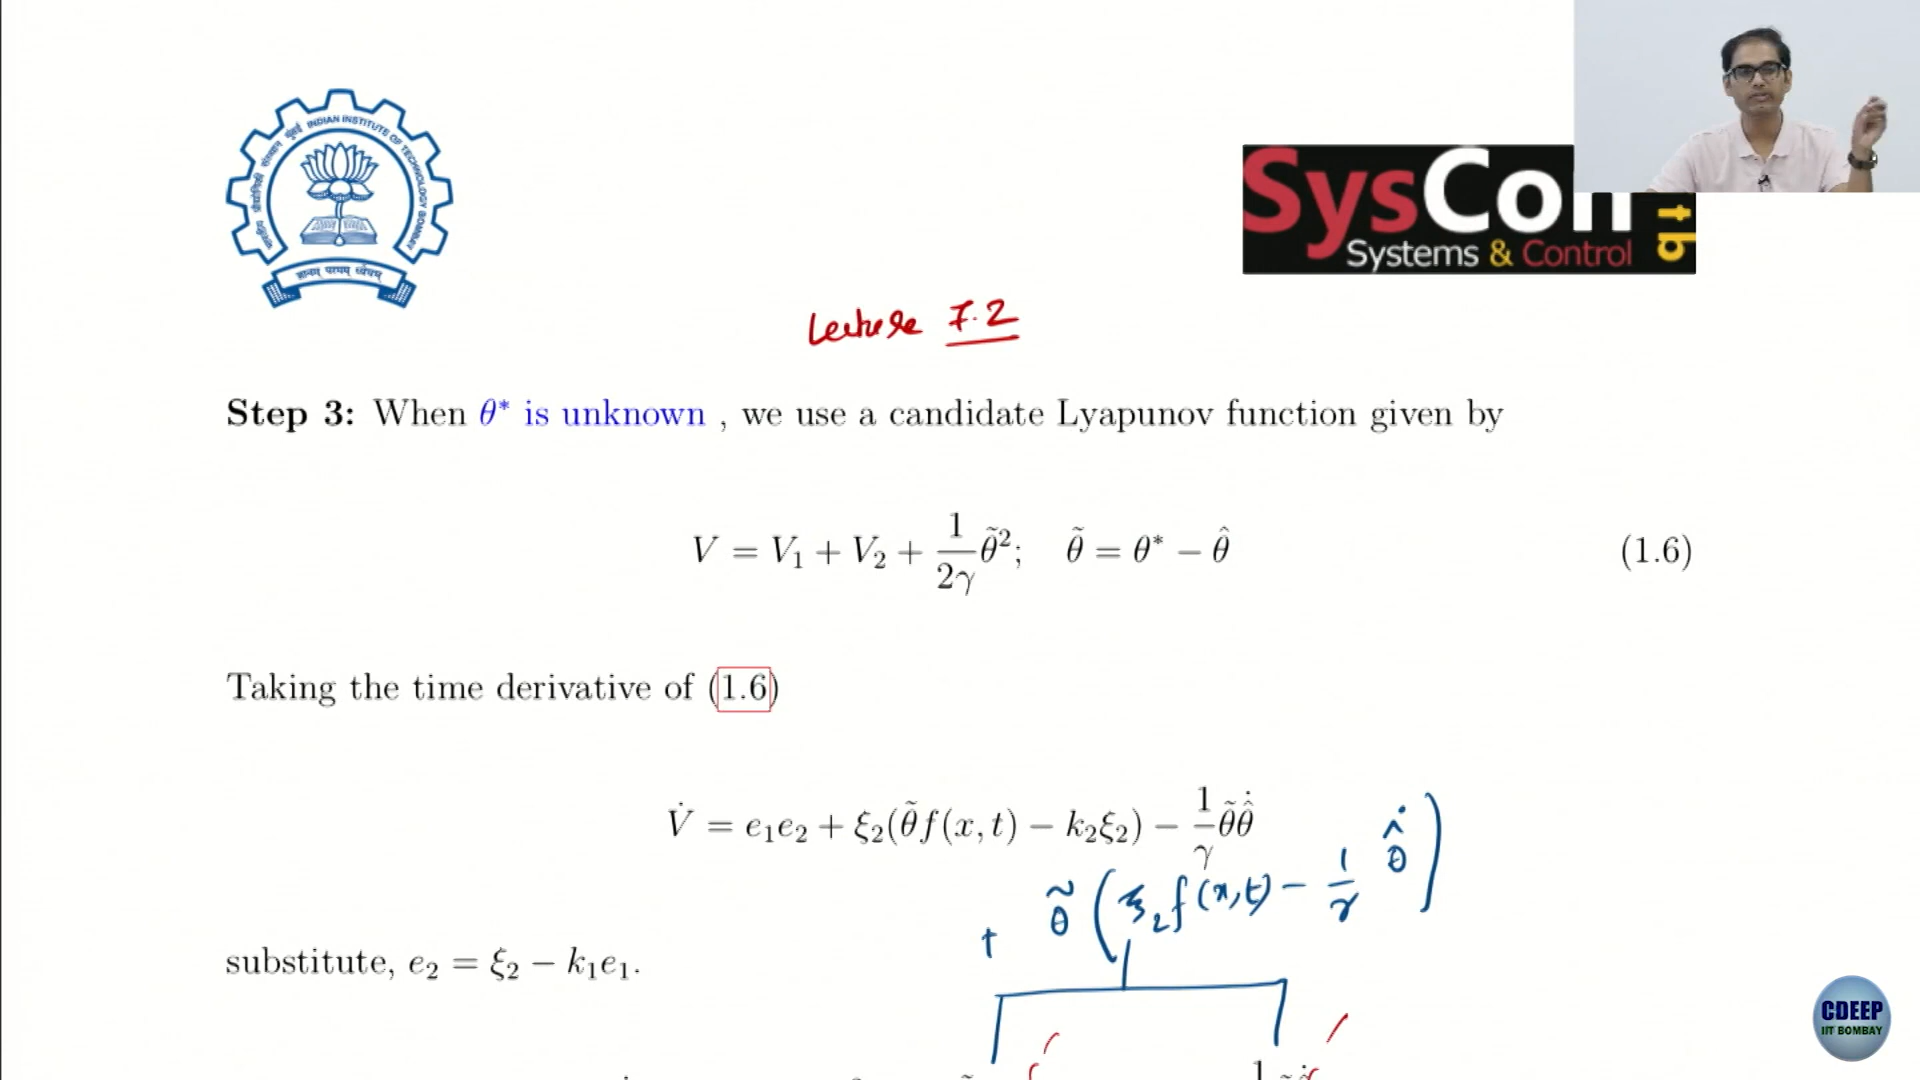 INDIAN INSTITUTE OF TECHNOLOGY BOMBAY
SysCon
Systems & Control
Lecture 7.2
Step 3: When θ* is unknown , we use a candidate Lyapunov function given by
V = V₁ + V₂ + 1/(2γ) θ̃²; θ̃ = θ* − θ̂ (1.6)
Taking the time derivative of (1.6)
V̇ = e₁e₂ + ξ₂(θ̃f(x, t) − k₂ξ₂) − 1/γ θ̃θ̂̇
+ θ̃ (ξ₂f(x,t) − 1/γ θ̂̇)
substitute, e₂ = ξ₂ − k₁e₁.
CDEEP
IIT BOMBAY